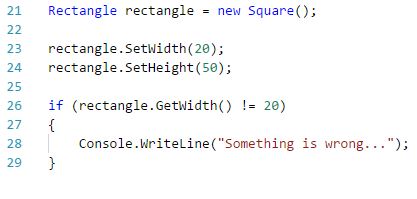 21 Rectangle rectangle = new Square();
22
23 rectangle.SetWidth(20);
24 rectangle.SetHeight(50);
25
26 if (rectangle.GetWidth() != 20)
27 {
28     Console.WriteLine("Something is wrong...");
29 }